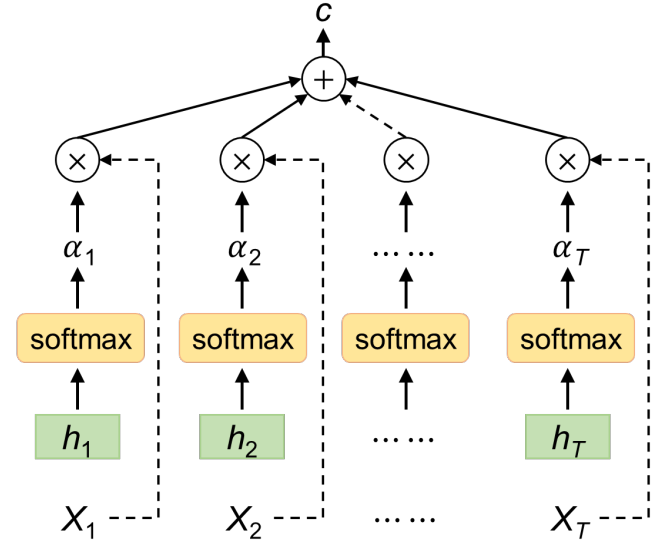 c
+
× × × ×
α1 α2 ...... αT
softmax softmax softmax softmax
h1 h2 ...... hT
X1 X2 ...... XT